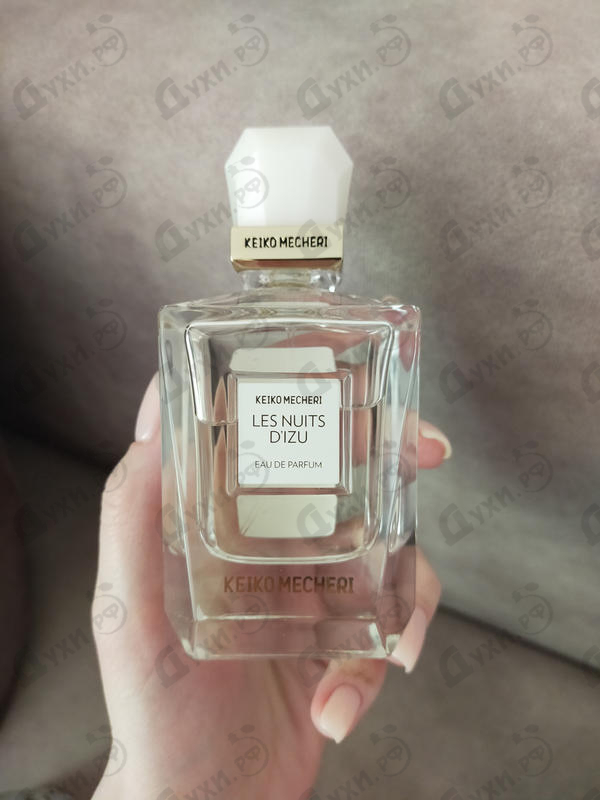 KEIKO MECHERI
KEIKO MECHERI
LES NUITS
D'IZU
EAU DE PARFUM
KEIKO MECHERI
Духи.РФ